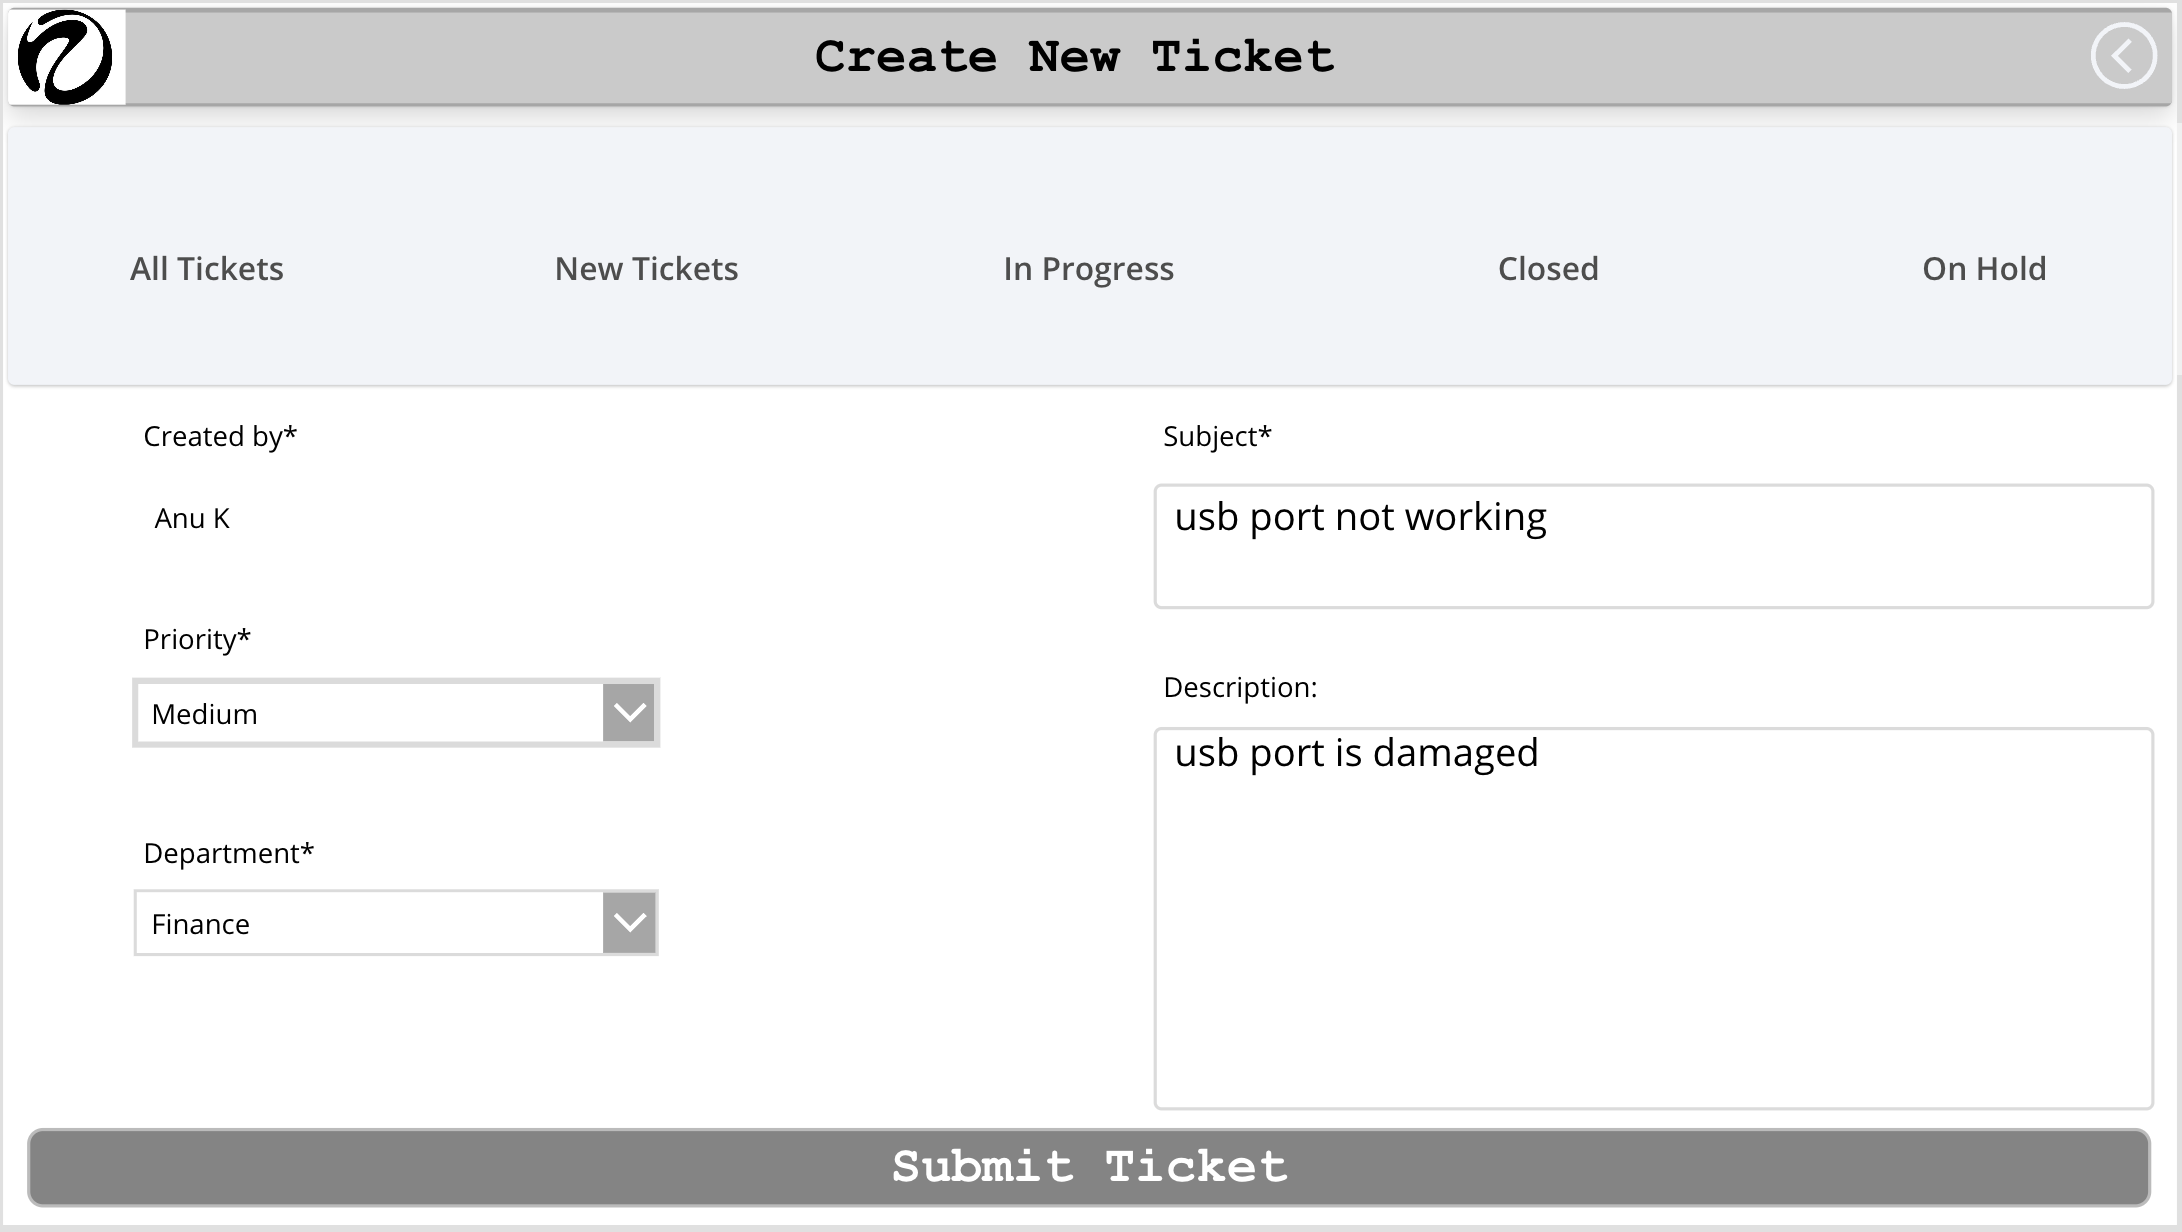 Create New Ticket
All Tickets
New Tickets
In Progress
Closed
On Hold
Created by*
Anu K
Priority*
Medium
Department*
Finance
Subject*
usb port not working
Description:
usb port is damaged
Submit Ticket